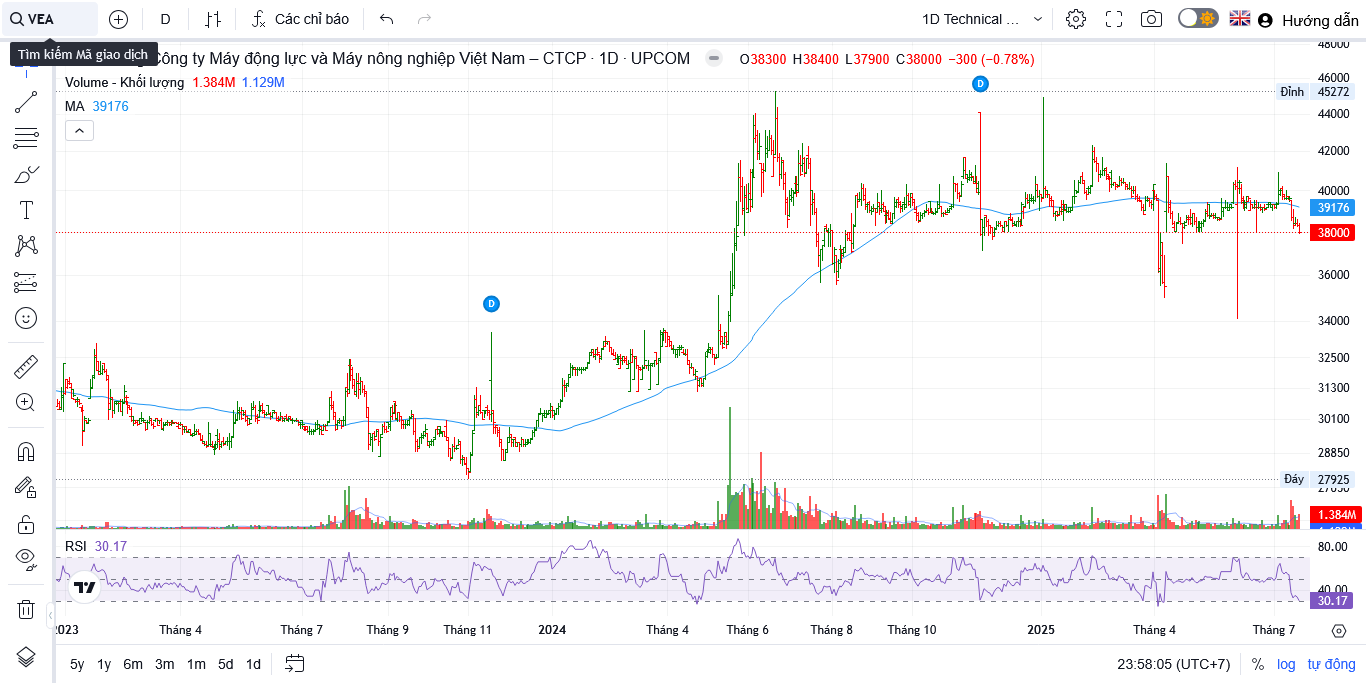 VEA
D
Các chỉ báo
1D Technical ...
Hướng dẫn
Tìm kiếm Mã giao dịch
Công ty Máy động lực và Máy nông nghiệp Việt Nam – CTCP · 1D · UPCOM
O38300 H38400 L37900 C38000 −300 (−0.78%)
Volume - Khối lượng 1.384M 1.129M
MA 39176
D
D
48000
46000
Đỉnh 45272
44000
42000
40000
39176
38000
36000
34000
32500
31300
30100
28850
Đáy 27925
27650
1.384M
RSI 30.17
80.00
40.00
30.17
2023 Tháng 4 Tháng 7 Tháng 9 Tháng 11 2024 Tháng 4 Tháng 6 Tháng 8 Tháng 10 2025 Tháng 4 Tháng 7
5y 1y 6m 3m 1m 5d 1d
23:58:05 (UTC+7) % log tự động